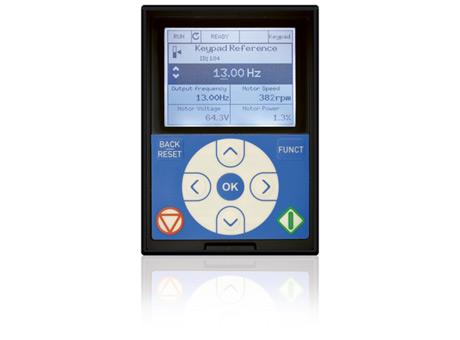 RUN READY Keypad
Keypad Reference
ID:184
13.00 Hz
Output Frequency Motor Speed
13.00Hz 382rpm
Motor Voltage Motor Power
64.3V 1.3%
BACK RESET FUNCT
OK